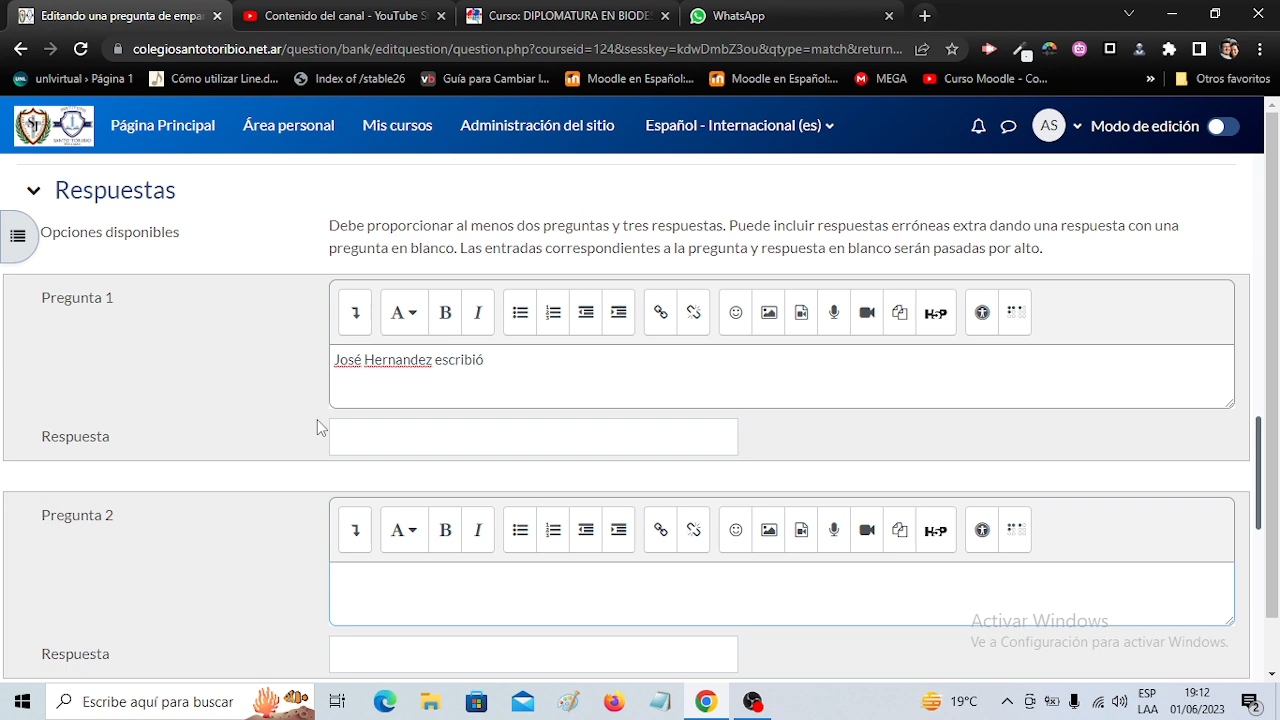 Editando una pregunta de empare
Contenido del canal - YouTube S
Curso: DIPLOMATURA EN BIODES
WhatsApp
colegiosantotoribio.net.ar/question/bank/editquestion/question.php?courseid=124&sesskey=kdwDmbZ3ou&qtype=match&return...
univirtual › Página 1
Cómo utilizar Line.d...
Index of /stable26
Guía para Cambiar l...
Moodle en Español:...
Moodle en Español:...
MEGA
Curso Moodle - Co...
»
Otros favoritos
Página Principal
Área personal
Mis cursos
Administración del sitio
Español - Internacional (es)
AS
Modo de edición
Respuestas
Opciones disponibles
Debe proporcionar al menos dos preguntas y tres respuestas. Puede incluir respuestas erróneas extra dando una respuesta con una
pregunta en blanco. Las entradas correspondientes a la pregunta y respuesta en blanco serán pasadas por alto.
Pregunta 1
A B I H-P
José Hernandez escribió
Respuesta
Pregunta 2
A B I H-P
Activar Windows
Ve a Configuración para activar Windows.
Respuesta
Escribe aquí para buscar
19°C
ESP
LAA
19:12
01/06/2023
2